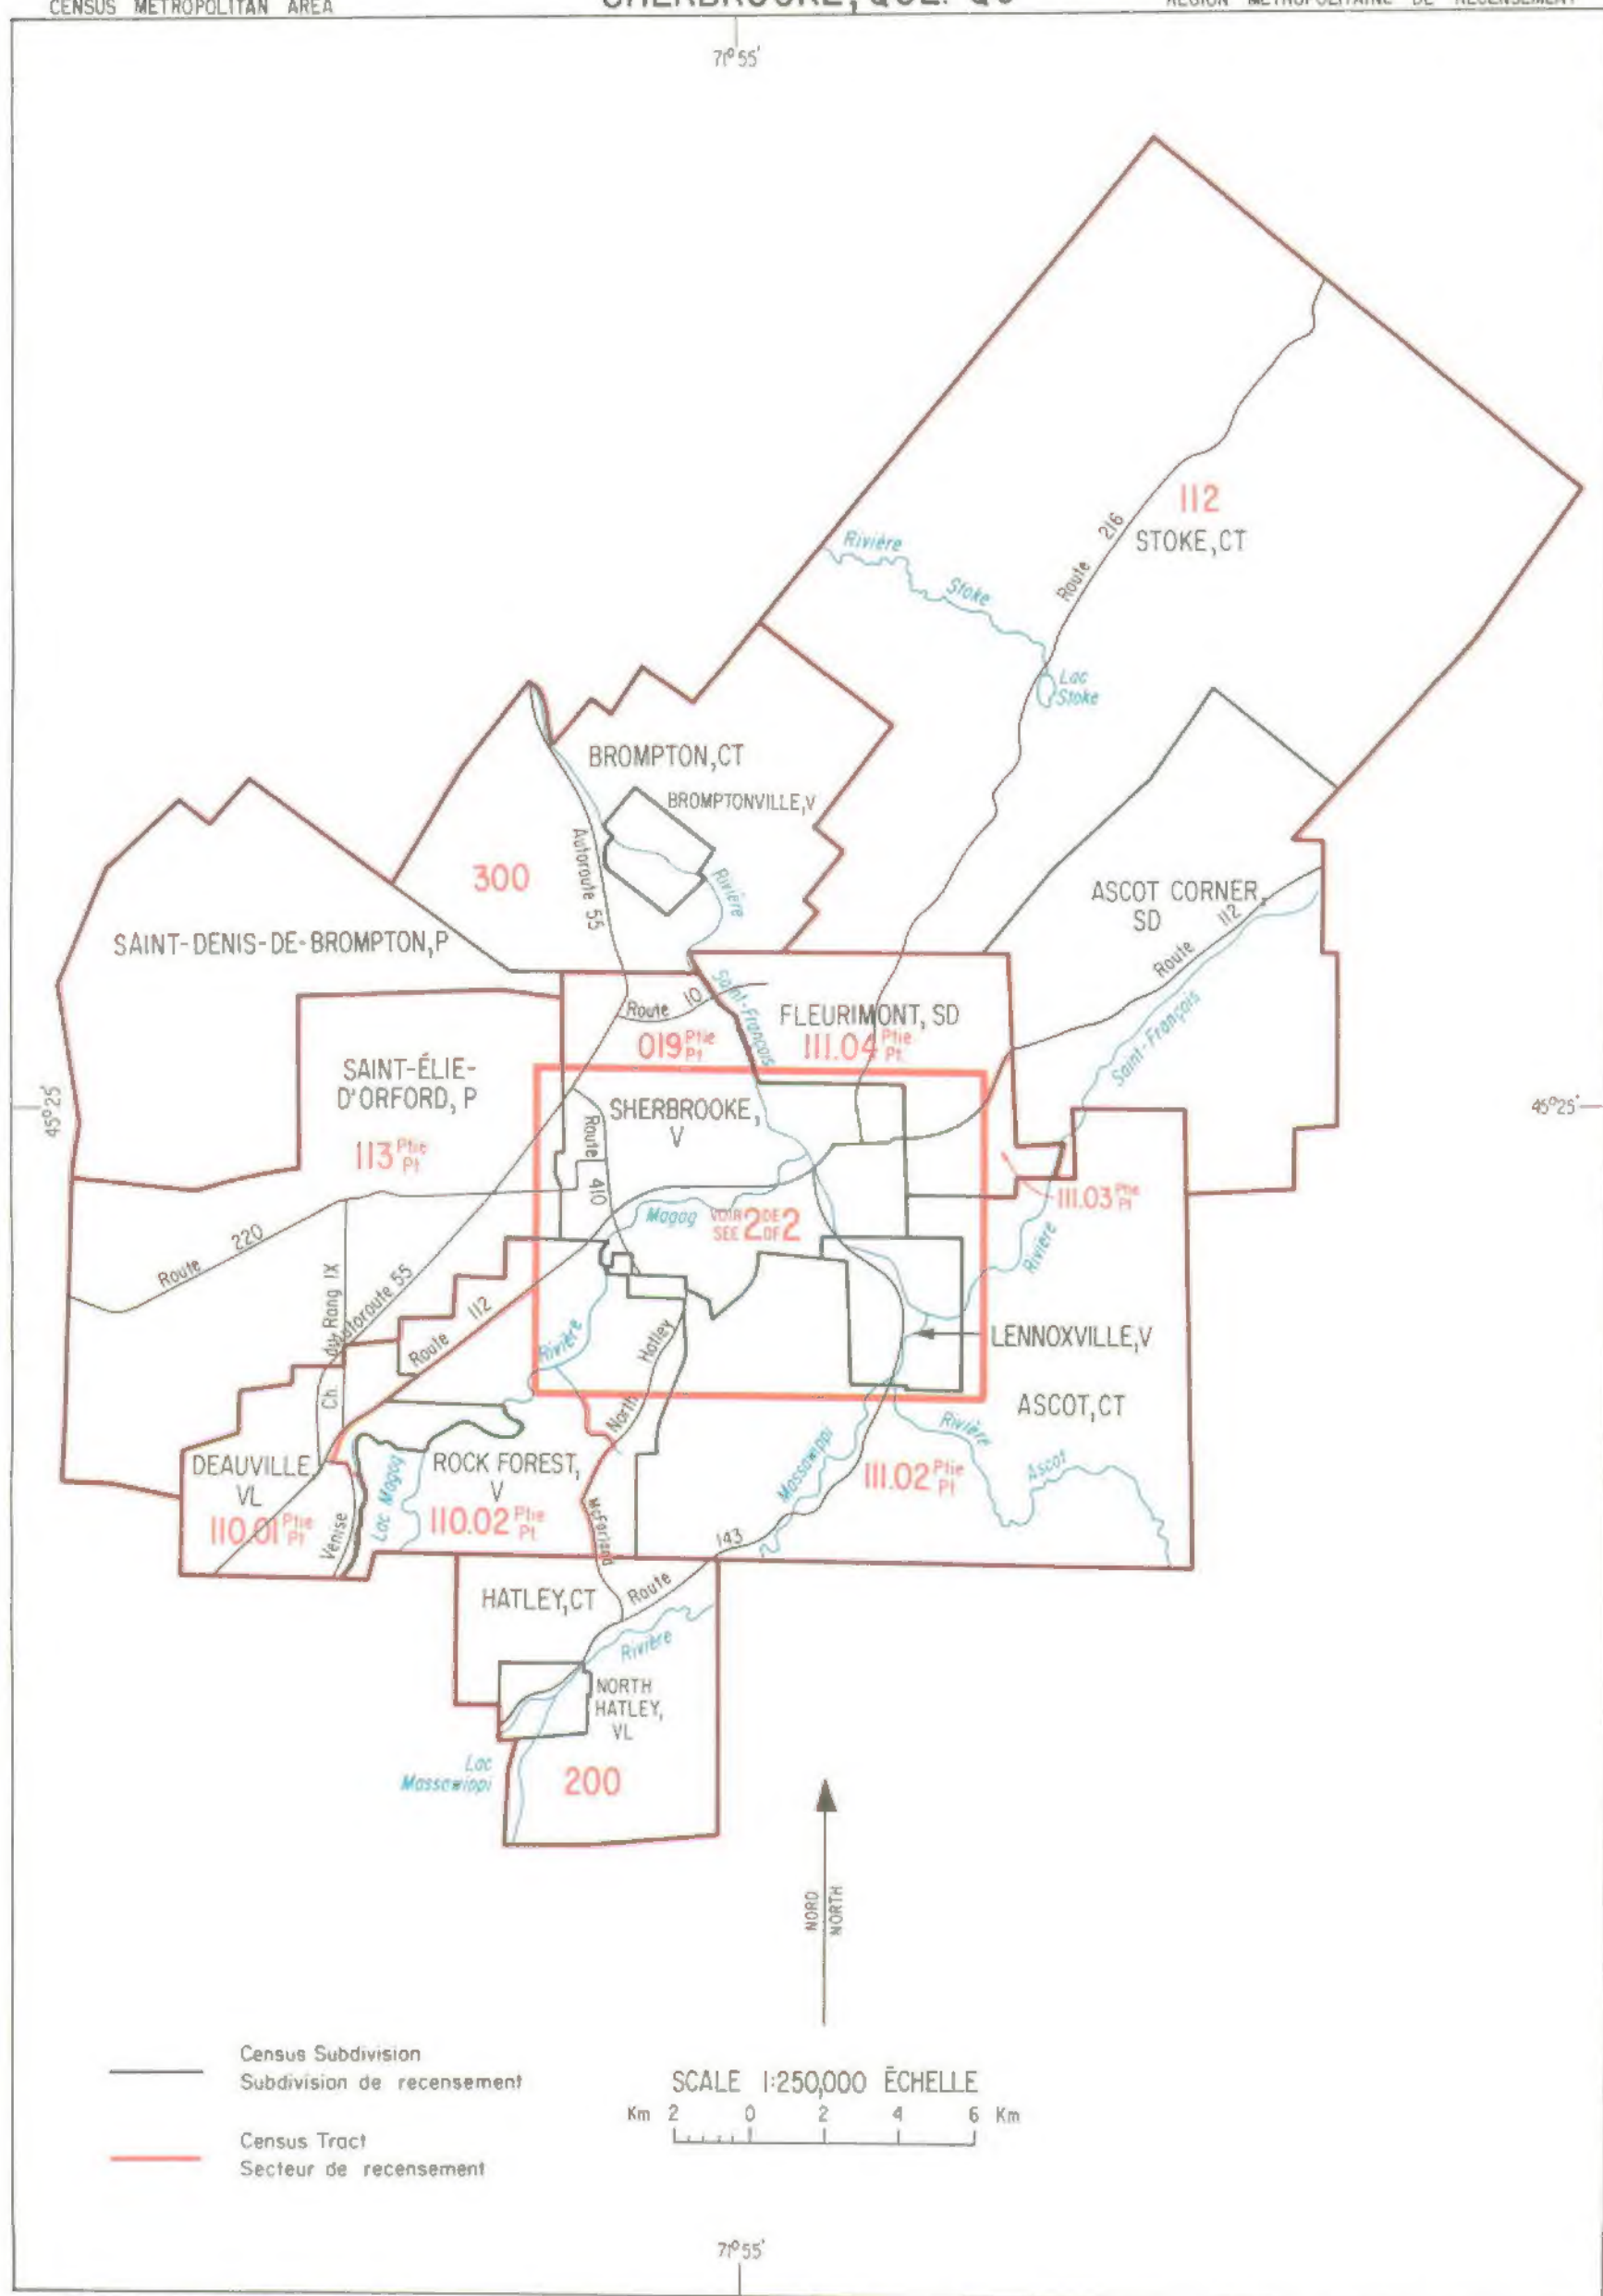 CENSUS METROPOLITAN AREA
SHERBROOKE, QUÉ.
RÉGION MÉTROPOLITAINE DE RECENSEMENT
71°55'
112
STOKE, CT
Route 216
Rivière Stoke
Lac
Stoke
BROMPTON, CT
BROMPTONVILLE, V
Autoroute 55
300
Rivière
ASCOT CORNER,
SD
Route 112
SAINT-DENIS-DE-BROMPTON, P
Saint-François
Route 10
FLEURIMONT, SD
019 Ptie
Pt
111.04 Ptie
Pt.
Saint-François
SAINT-ÉLIE-
D'ORFORD, P
113 Ptie
Pt
45°25'
45°25'
SHERBROOKE,
V
Route 410
111.03 Ptie
Pt
Magog
VOIR 2 DE 2
SEE 2 OF 2
Rivière
Route 220
Ch. du Rang IX
Autoroute 55
Route 112
Rivière
North Hatley
LENNOXVILLE, V
ASCOT, CT
DEAUVILLE,
VL
110.01 Ptie
Pt
Venise
Lac Magog
ROCK FOREST,
V
110.02 Ptie
Pt
McFarland
Massawippi
111.02 Ptie
Pt
Rivière Ascot
143
Route
HATLEY, CT
Rivière
NORTH
HATLEY,
VL
Lac
Massawippi
200
NORD
NORTH
Census Subdivision
Subdivision de recensement
Census Tract
Secteur de recensement
SCALE 1:250,000 ÉCHELLE
Km 2 0 2 4 6 Km
71°55'